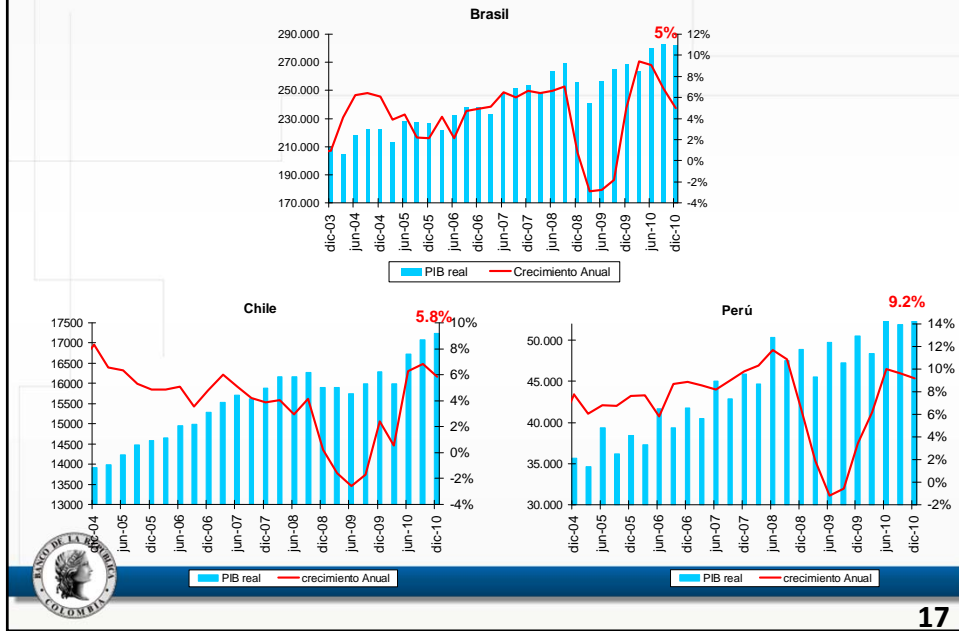 Brasil
5%
290.000
270.000
250.000
230.000
210.000
190.000
170.000
12%
10%
8%
6%
4%
2%
0%
-2%
-4%
dic-03
jun-04
dic-04
jun-05
dic-05
jun-06
dic-06
jun-07
dic-07
jun-08
dic-08
jun-09
dic-09
jun-10
dic-10
PIB real Crecimiento Anual
Chile
5.8%
17500
17000
16500
16000
15500
15000
14500
14000
13500
13000
10%
8%
6%
4%
2%
0%
-2%
-4%
jun-05
dic-05
jun-06
dic-06
jun-07
dic-07
jun-08
dic-08
jun-09
dic-09
jun-10
dic-10
PIB real crecimiento Anual
Perú
9.2%
50.000
45.000
40.000
35.000
30.000
14%
12%
10%
8%
6%
4%
2%
0%
-2%
dic-04
jun-05
dic-05
jun-06
dic-06
jun-07
dic-07
jun-08
dic-08
jun-09
dic-09
jun-10
dic-10
PIB real crecimiento Anual
BANCO DE LA REPUBLICA
COLOMBIA
17